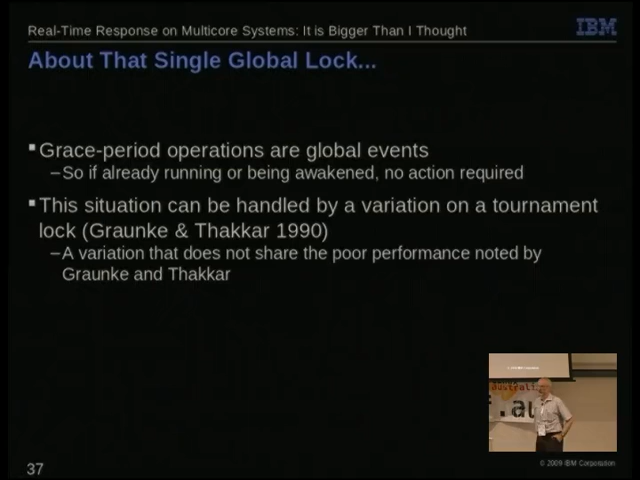 Real-Time Response on Multicore Systems: It is Bigger Than I Thought
IBM
About That Single Global Lock...
Grace-period operations are global events
–So if already running or being awakened, no action required
This situation can be handled by a variation on a tournament
lock (Graunke & Thakkar 1990)
–A variation that does not share the poor performance noted by
Graunke and Thakkar
.au
37
© 2009 IBM Corporation